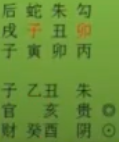 后 蛇 朱 勾
戌 子 丑 卯
子 寅 卯 丙
子 乙 丑 朱
官 亥 贵 ◎
财 癸 酉 阴 ⊙